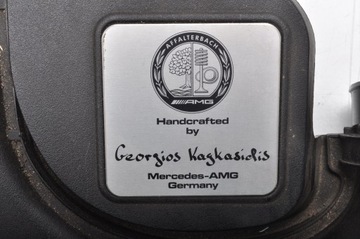 AFFALTERBACH
AMG
Handcrafted
by
Georgios Kagkasidis
Mercedes-AMG
Germany